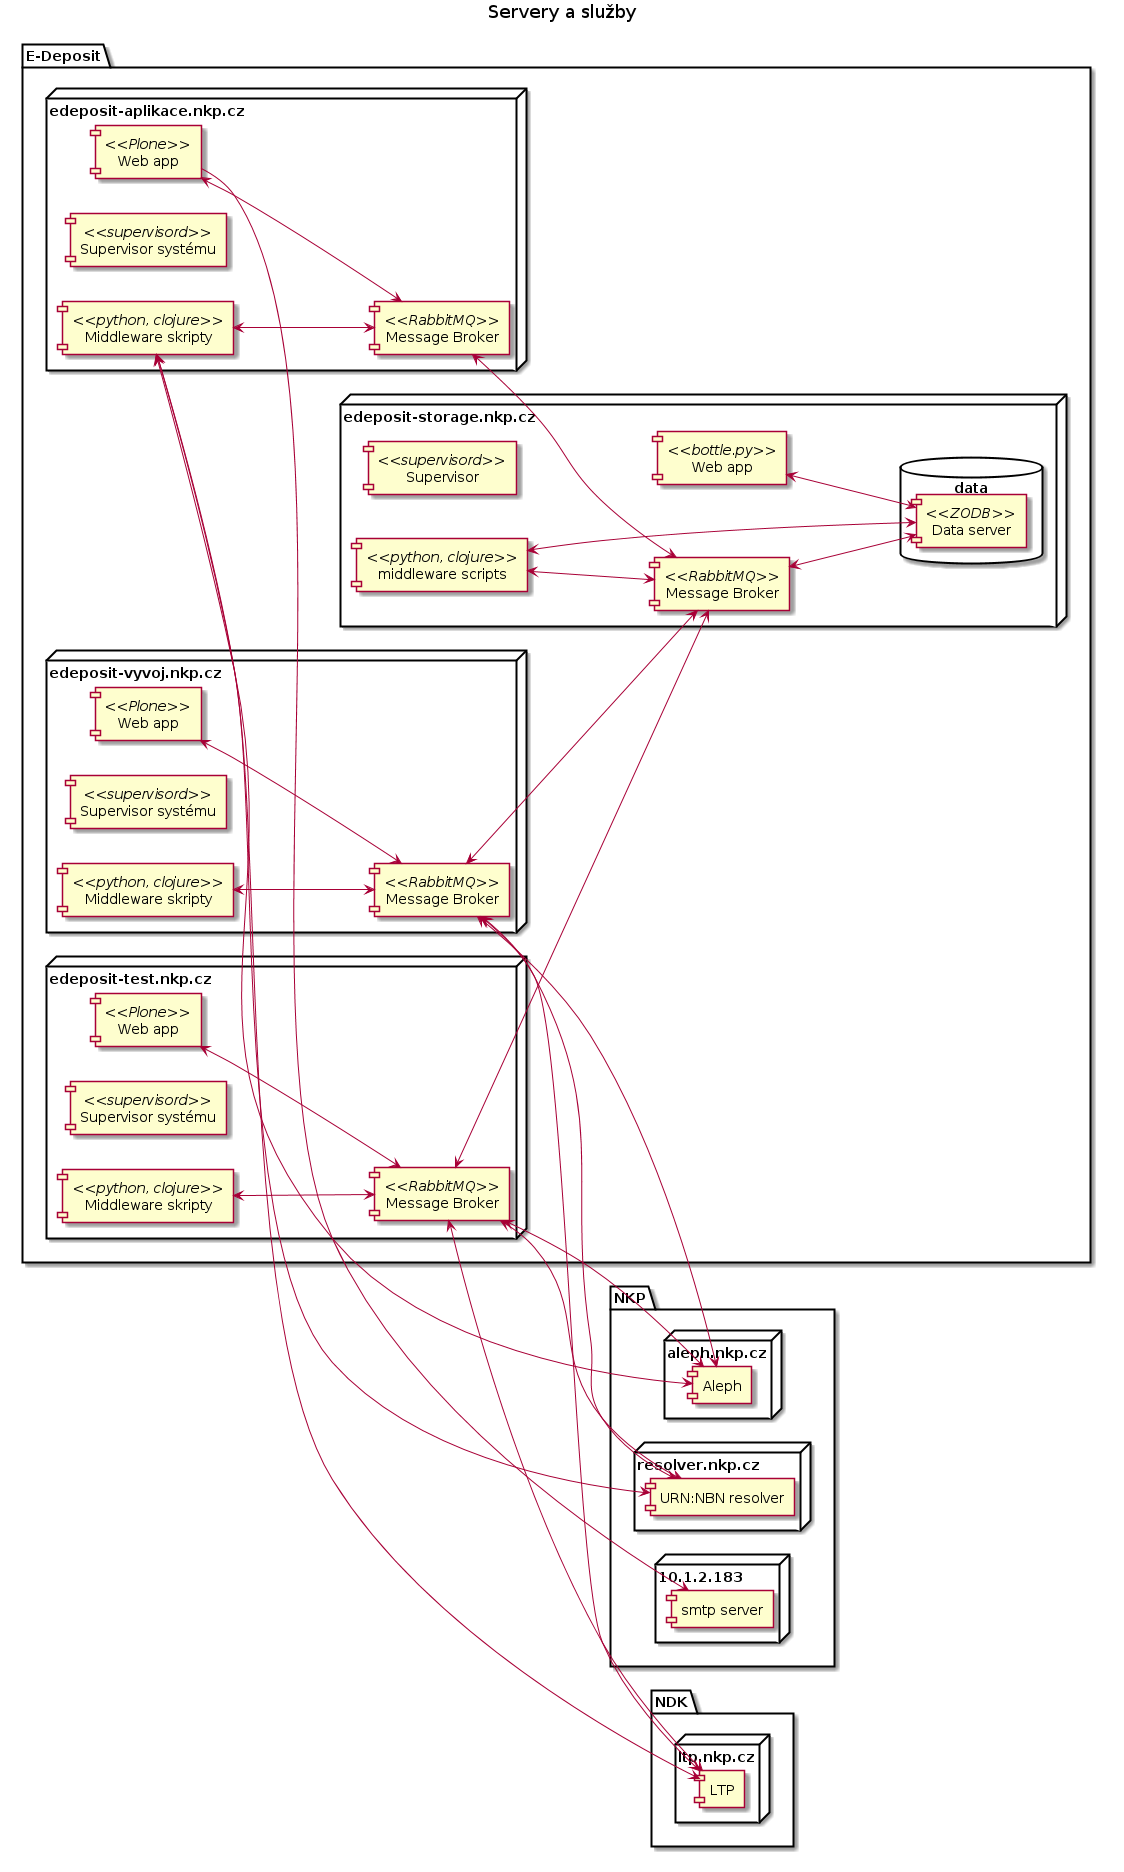 Servery a služby
E-Deposit
edeposit-aplikace.nkp.cz
<<Plone>>
Web app
<<supervisord>>
Supervisor systému
<<python, clojure>>
Middleware skripty
<<RabbitMQ>>
Message Broker
edeposit-storage.nkp.cz
<<supervisord>>
Supervisor
<<bottle.py>>
Web app
data
<<ZODB>>
Data server
<<python, clojure>>
middleware scripts
<<RabbitMQ>>
Message Broker
edeposit-vyvoj.nkp.cz
<<Plone>>
Web app
<<supervisord>>
Supervisor systému
<<python, clojure>>
Middleware skripty
<<RabbitMQ>>
Message Broker
edeposit-test.nkp.cz
<<Plone>>
Web app
<<supervisord>>
Supervisor systému
<<python, clojure>>
Middleware skripty
<<RabbitMQ>>
Message Broker
NKP
aleph.nkp.cz
Aleph
resolver.nkp.cz
URN:NBN resolver
10.1.2.183
smtp server
NDK
ltp.nkp.cz
LTP